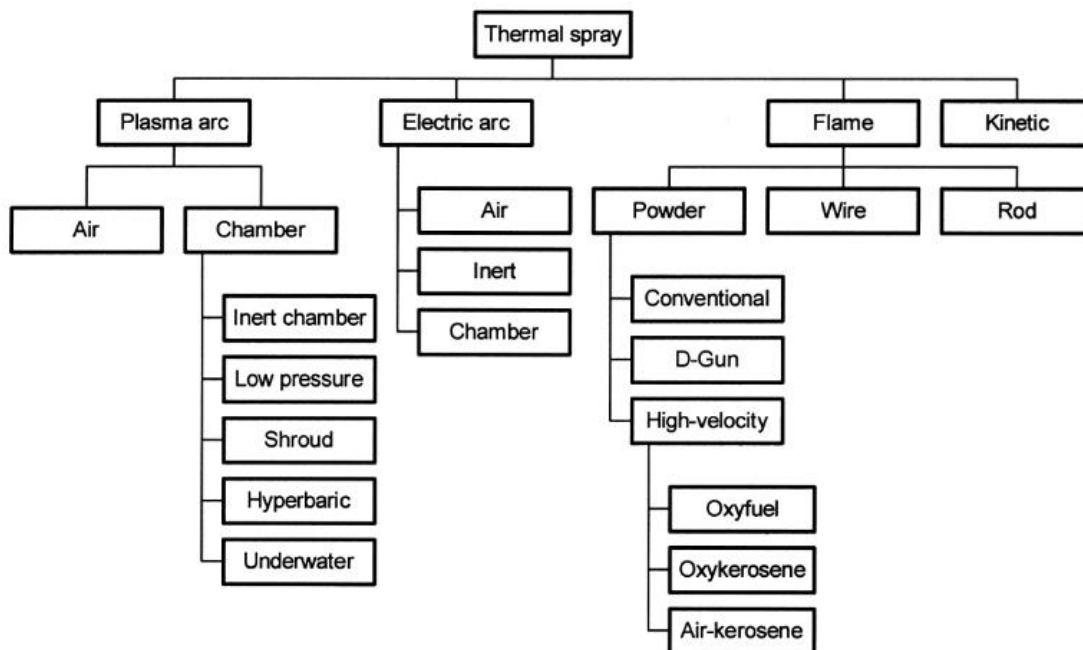 Thermal spray
Plasma arc
Electric arc
Flame
Kinetic
Air
Chamber
Air
Inert
Chamber
Powder
Wire
Rod
Inert chamber
Low pressure
Shroud
Hyperbaric
Underwater
Conventional
D-Gun
High-velocity
Oxyfuel
Oxykerosene
Air-kerosene